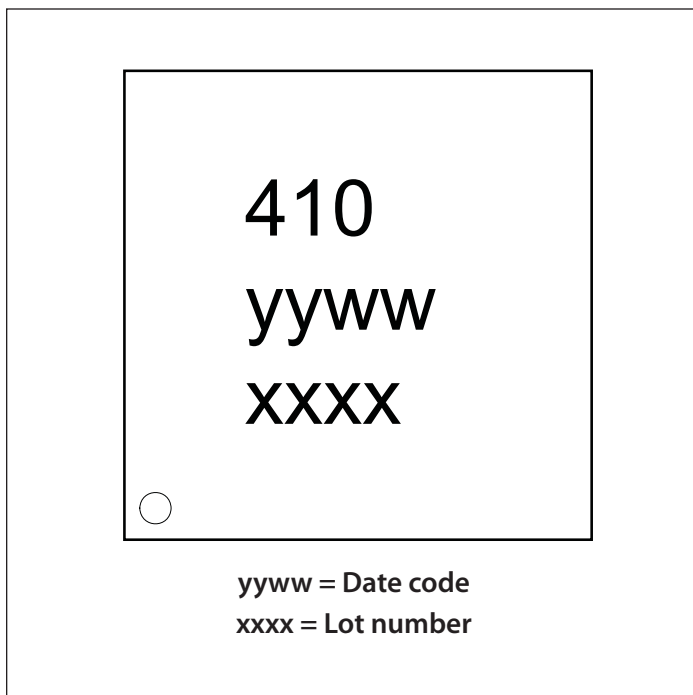 410
yyww
xxxx
yyww = Date code
xxxx = Lot number